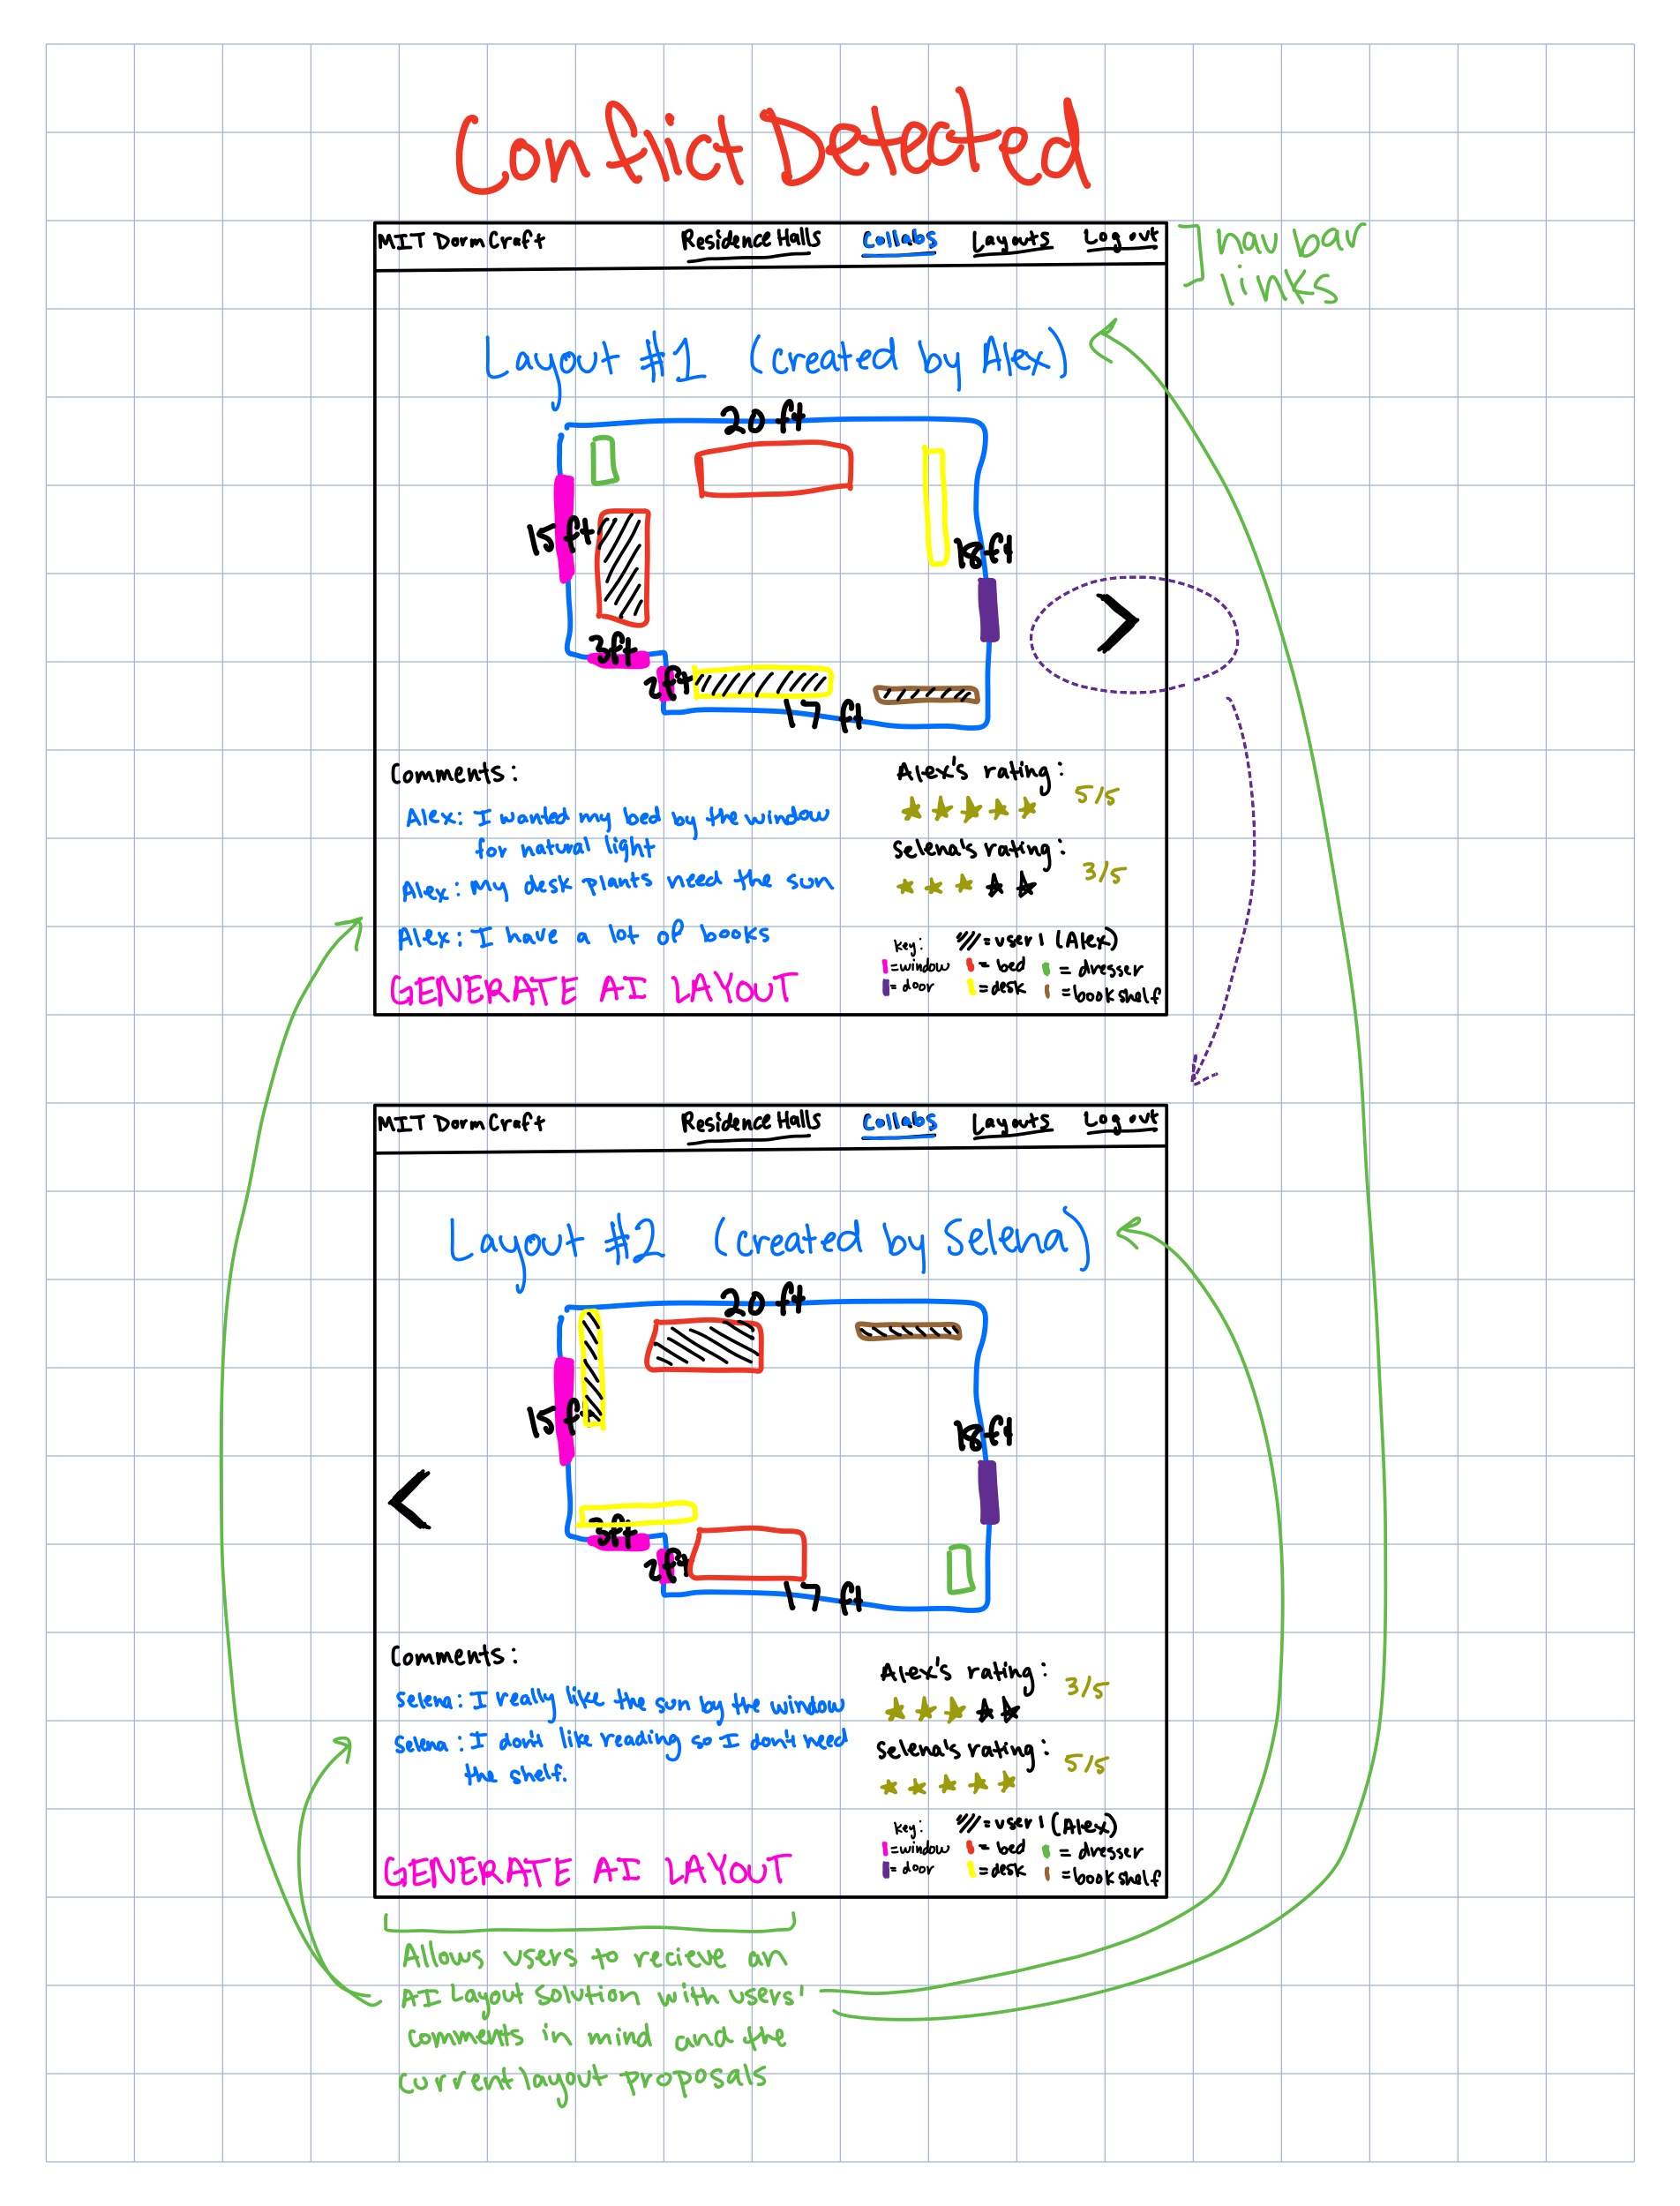 Conflict Detected
MIT DormCraft Residence Halls Collabs Layouts Log out
nav bar
links
Layout #1 (created by Alex)
20 ft
15 ft
18 ft
3ft
2ft
17 ft
>
Comments:
Alex: I wanted my bed by the window
for natural light
Alex: My desk plants need the sun
Alex: I have a lot of books
GENERATE AI LAYOUT
Alex's rating:
5/5
Selena's rating:
3/5
key: = user 1 (Alex)
=window = bed = dresser
= door = desk = bookshelf
MIT DormCraft Residence Halls Collabs Layouts Log out
Layout #2 (created by Selena)
20 ft
15 ft
18 ft
<
3ft
2ft
17 ft
Comments:
Selena: I really like the sun by the window
Selena: I don't like reading so I don't need
the shelf.
GENERATE AI LAYOUT
Alex's rating:
3/5
Selena's rating:
5/5
key: = user 1 (Alex)
=window = bed = dresser
= door = desk = bookshelf
Allows users to recieve an
AI Layout solution with users'
comments in mind and the
current layout proposals